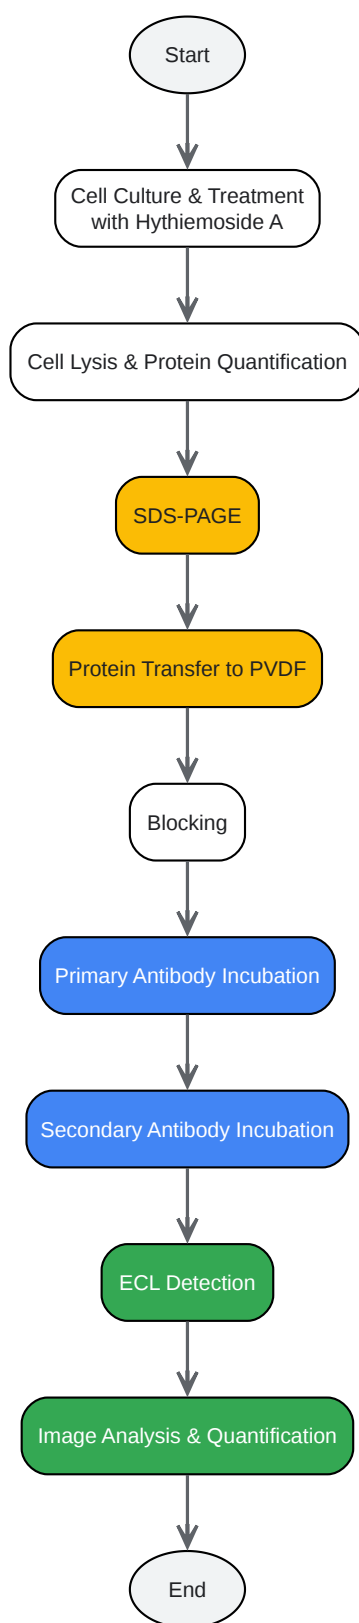 Start
Cell Culture & Treatment
with Hythiemoside A
Cell Lysis & Protein Quantification
SDS-PAGE
Protein Transfer to PVDF
Blocking
Primary Antibody Incubation
Secondary Antibody Incubation
ECL Detection
Image Analysis & Quantification
End